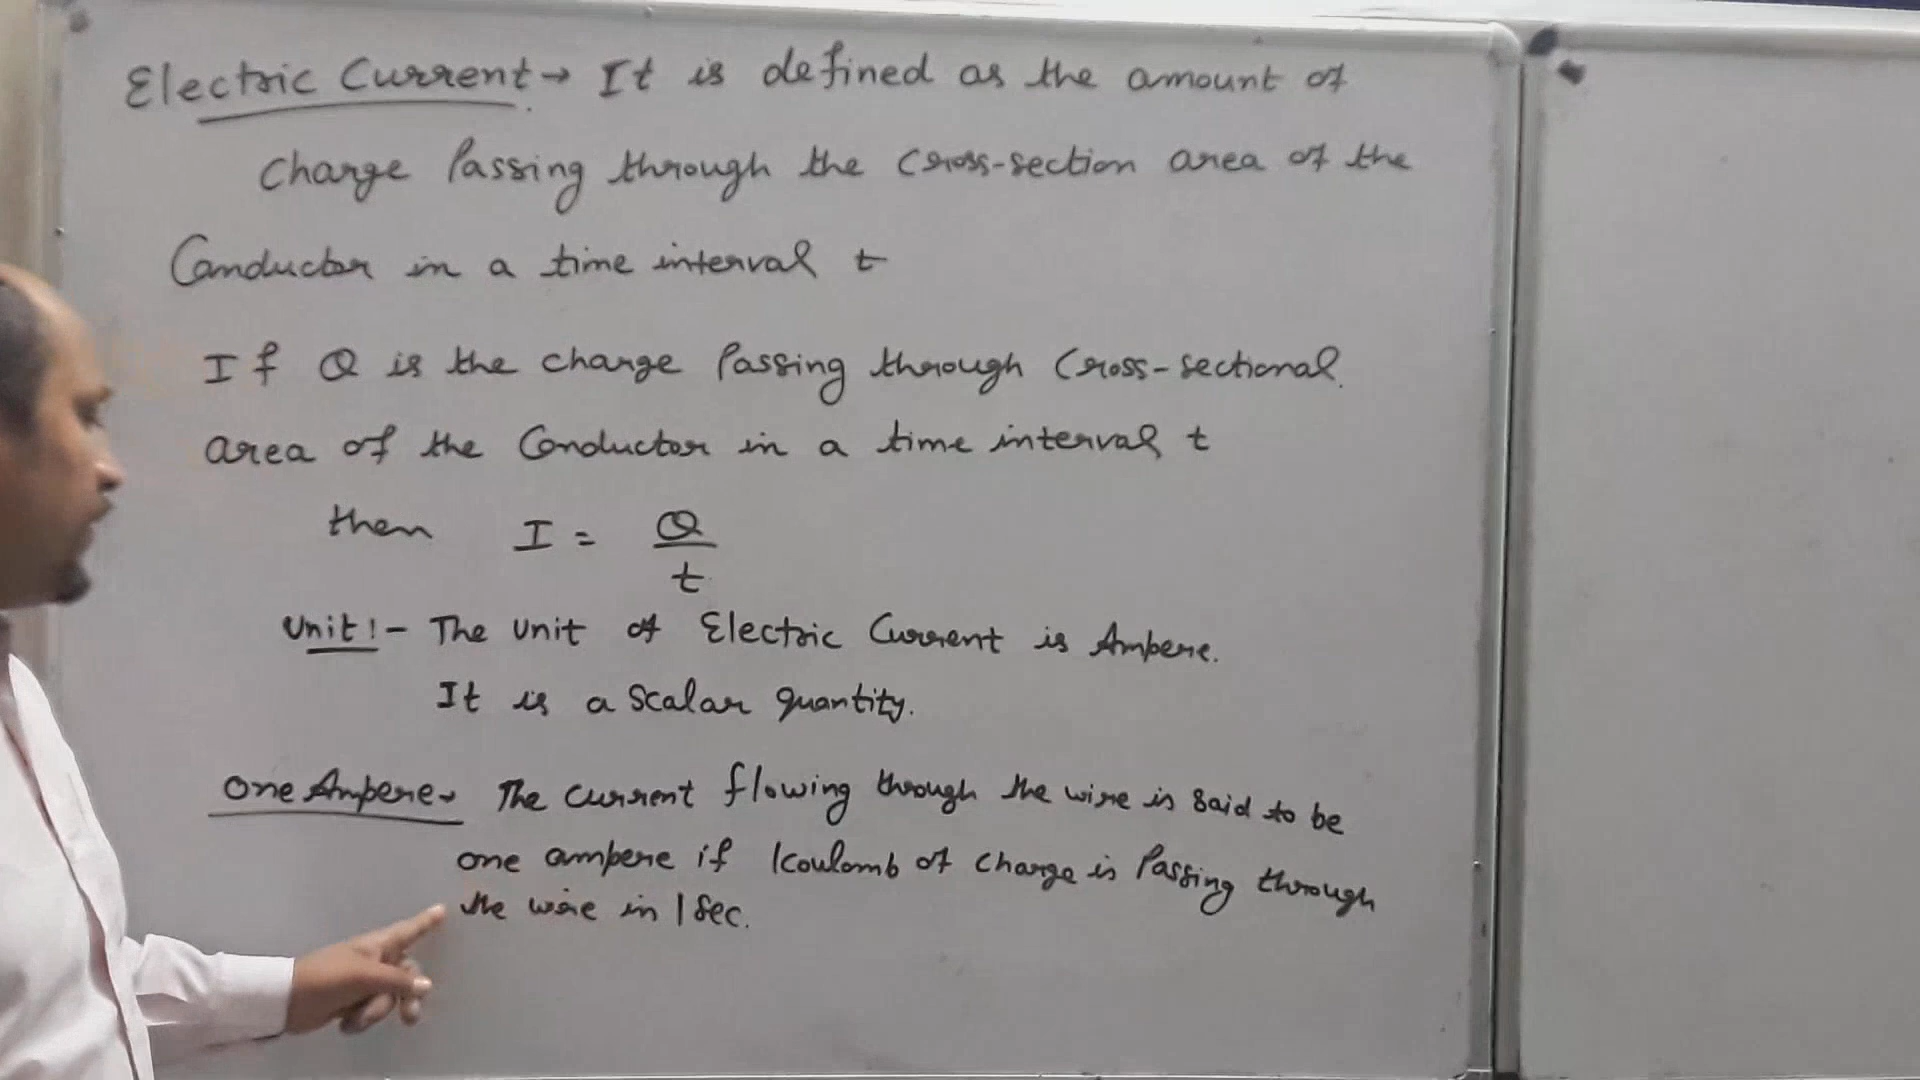 Electric Current → It is defined as the amount of
charge Passing through the cross-section area of the
Conductor in a time interval t
If Q is the charge Passing through Cross-sectional.
area of the Conductor in a time interval t
then I = Q/t
Unit:- The unit of Electric Current is Ampere.
It is a scalar quantity.
One Ampere→ The current flowing through the wire is said to be
one ampere if 1coulomb of charge is Passing through
the wire in 1 sec.